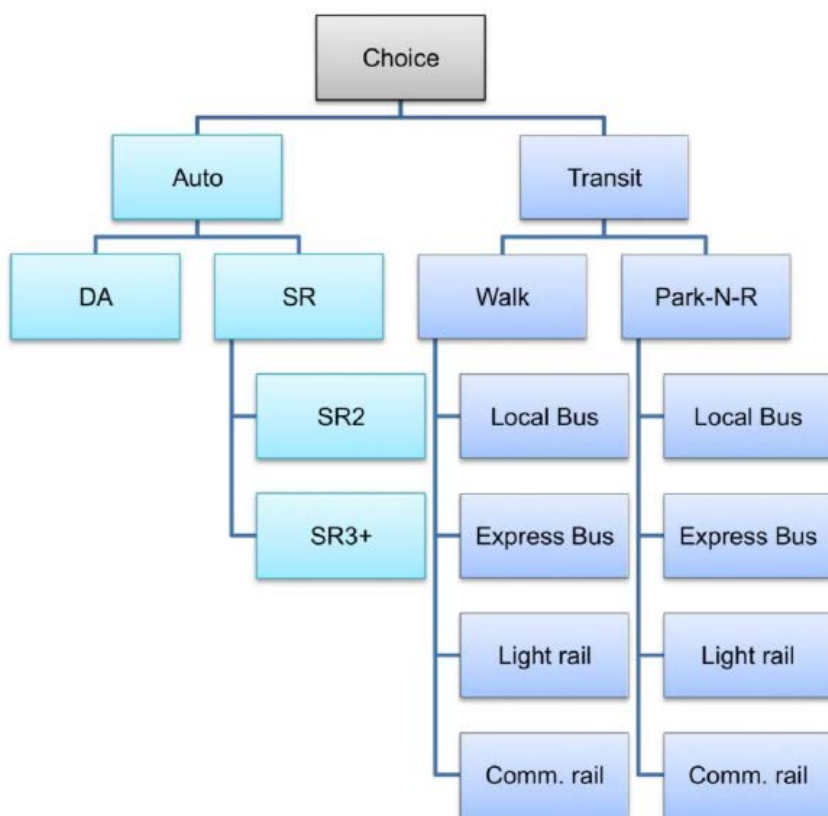 Choice
Auto
Transit
DA
SR
Walk
Park-N-R
SR2
Local Bus
Local Bus
SR3+
Express Bus
Express Bus
Light rail
Light rail
Comm. rail
Comm. rail